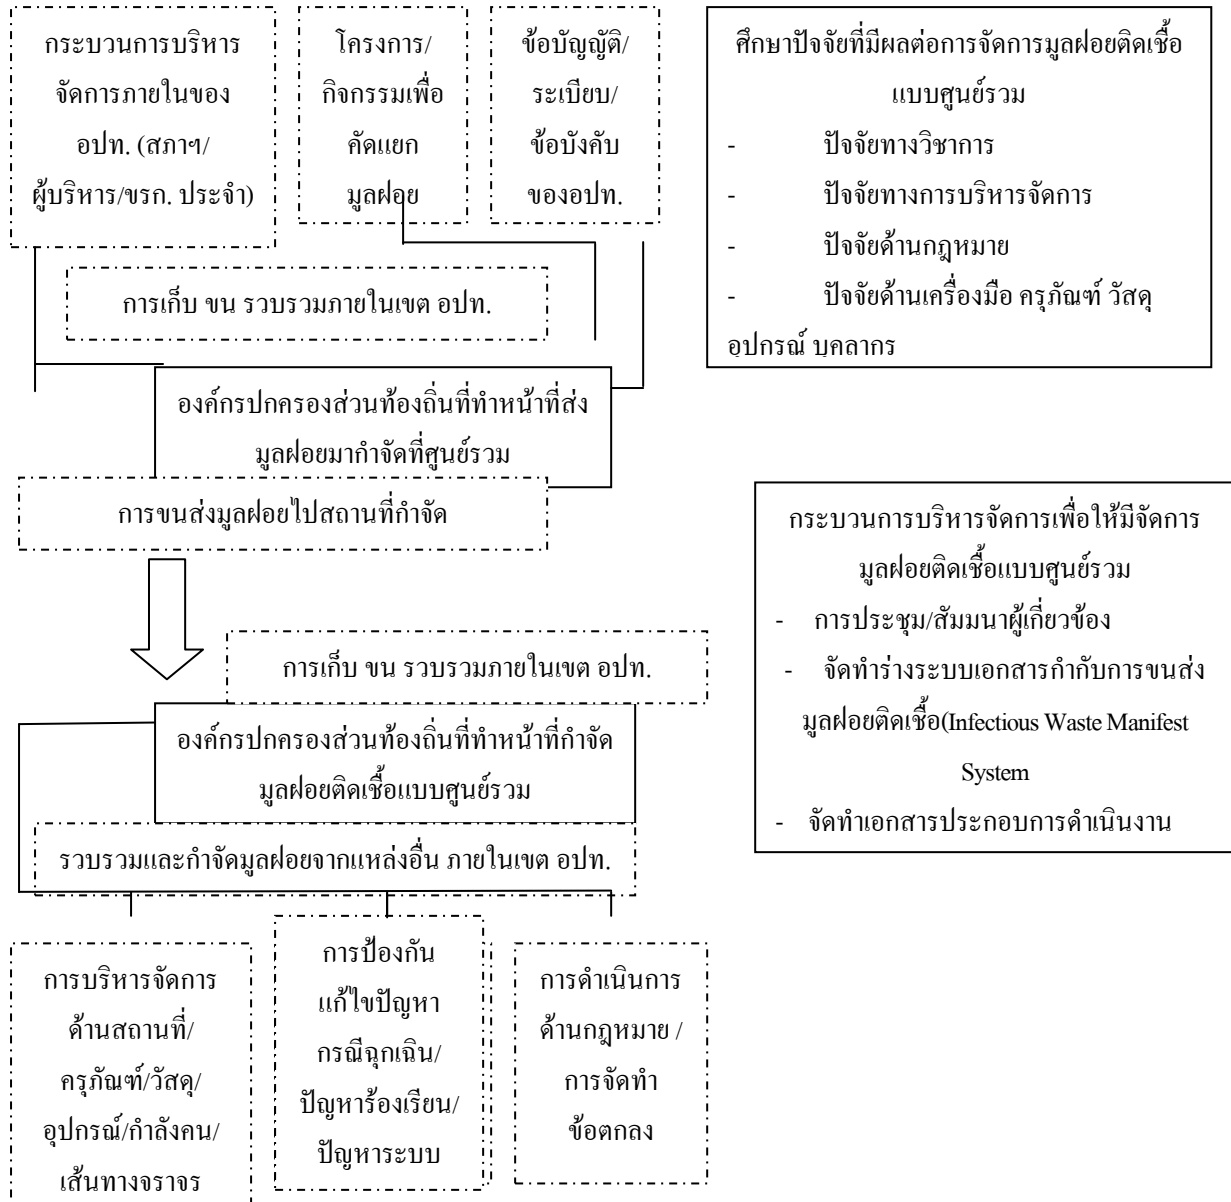 กระบวนการบริหาร
จัดการภายในของ
อปท. (สภาฯ/
ผู้บริหาร/ขรก. ประจำ)
โครงการ/
กิจกรรมเพื่อ
คัดแยก
มูลฝอย
ข้อบัญญัติ/
ระเบียบ/
ข้อบังคับ
ของอปท.
ศึกษาปัจจัยที่มีผลต่อการจัดการมูลฝอยติดเชื้อ
แบบศูนย์รวม
- ปัจจัยทางวิชาการ
- ปัจจัยทางการบริหารจัดการ
- ปัจจัยด้านกฎหมาย
- ปัจจัยด้านเครื่องมือ ครุภัณฑ์ วัสดุ
อุปกรณ์ บุคลากร
การเก็บ ขน รวบรวมภายในเขต อปท.
องค์กรปกครองส่วนท้องถิ่นที่ทำหน้าที่ส่ง
มูลฝอยมากำจัดที่ศูนย์รวม
การขนส่งมูลฝอยไปสถานที่กำจัด
กระบวนการบริหารจัดการเพื่อให้มีจัดการ
มูลฝอยติดเชื้อแบบศูนย์รวม
- การประชุม/สัมมนาผู้เกี่ยวข้อง
- จัดทำร่างระบบเอกสารกำกับการขนส่ง
มูลฝอยติดเชื้อ(Infectious Waste Manifest
System
- จัดทำเอกสารประกอบการดำเนินงาน
การเก็บ ขน รวบรวมภายในเขต อปท.
องค์กรปกครองส่วนท้องถิ่นที่ทำหน้าที่กำจัด
มูลฝอยติดเชื้อแบบศูนย์รวม
รวบรวมและกำจัดมูลฝอยจากแหล่งอื่น ภายในเขต อปท.
การบริหารจัดการ
ด้านสถานที่/
ครุภัณฑ์/วัสดุ/
อุปกรณ์/กำลังคน/
เส้นทางจราจร
การป้องกัน
แก้ไขปัญหา
กรณีฉุกเฉิน/
ปัญหาร้องเรียน/
ปัญหาระบบ
การดำเนินการ
ด้านกฎหมาย /
การจัดทำ
ข้อตกลง